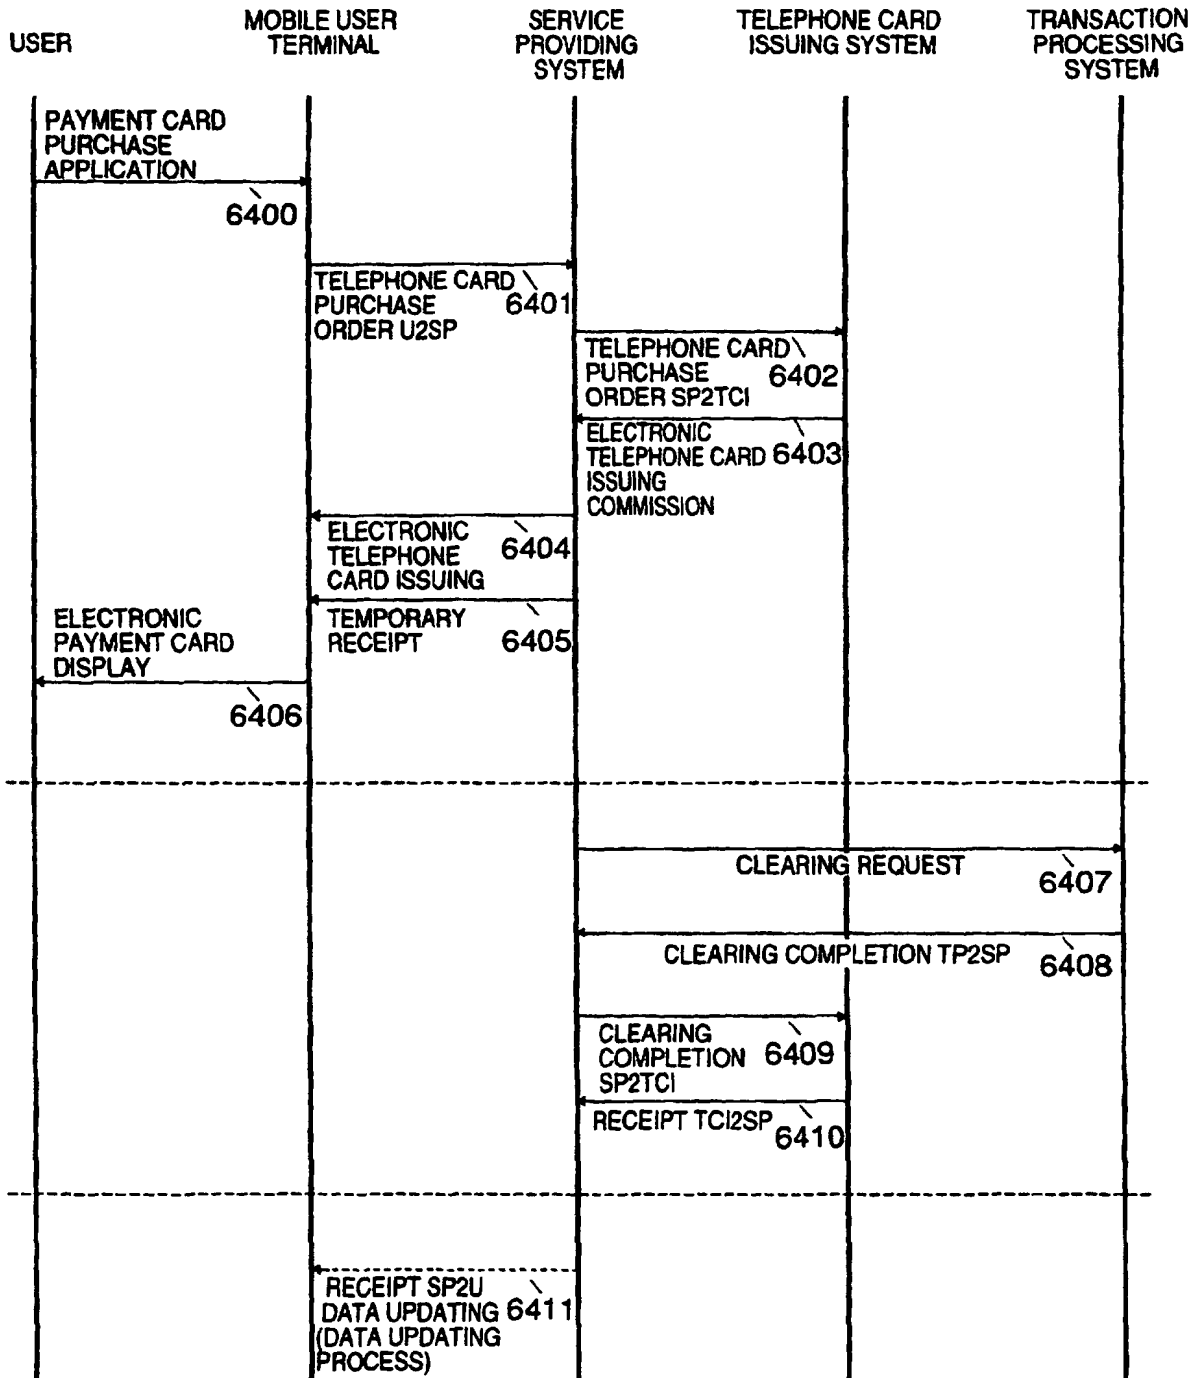 USER
MOBILE USER
TERMINAL
SERVICE
PROVIDING
SYSTEM
TELEPHONE CARD
ISSUING SYSTEM
TRANSACTION
PROCESSING
SYSTEM
PAYMENT CARD
PURCHASE
APPLICATION
6400
TELEPHONE CARD
PURCHASE
ORDER U2SP
6401
TELEPHONE CARD
PURCHASE
ORDER SP2TCI
6402
ELECTRONIC
TELEPHONE CARD
ISSUING
COMMISSION
6403
ELECTRONIC
TELEPHONE
CARD ISSUING
6404
TEMPORARY
RECEIPT
6405
ELECTRONIC
PAYMENT CARD
DISPLAY
6406
CLEARING REQUEST
6407
CLEARING COMPLETION TP2SP
6408
CLEARING
COMPLETION
SP2TCI
6409
RECEIPT TCI2SP
6410
RECEIPT SP2U
DATA UPDATING
(DATA UPDATING
PROCESS)
6411